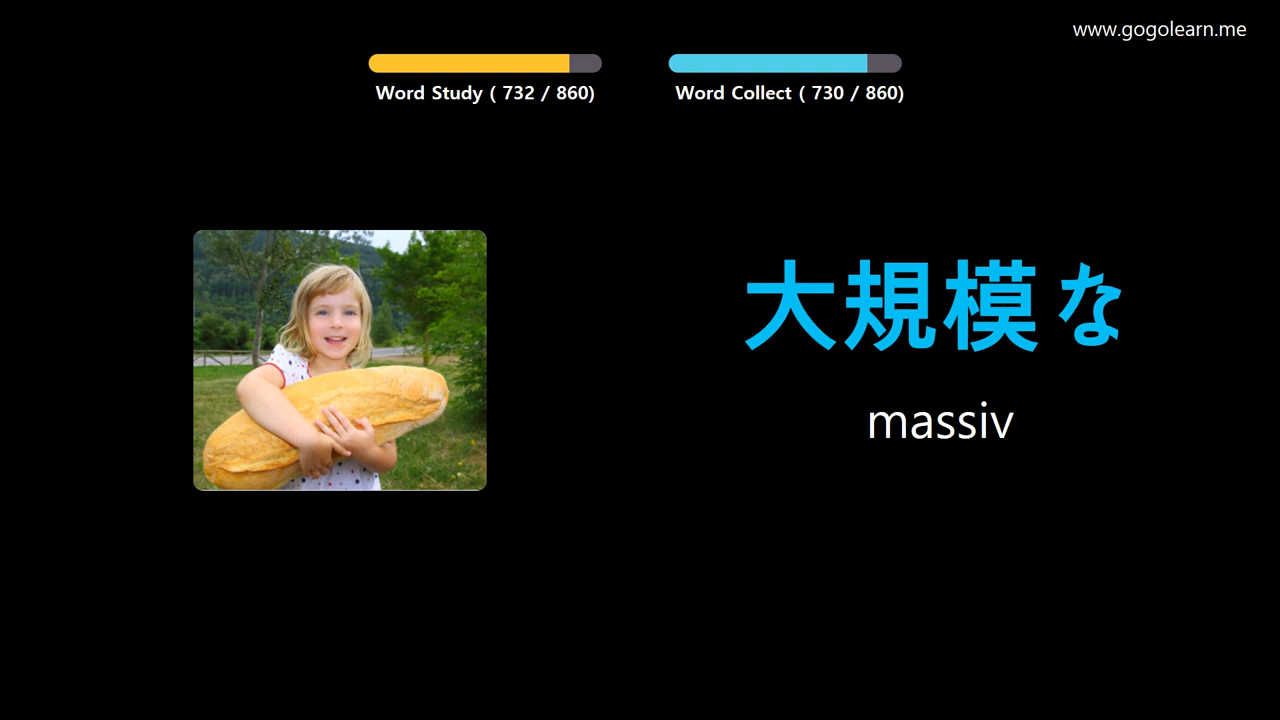 www.gogolearn.me
Word Study ( 732 / 860)
Word Collect ( 730 / 860)
大規模な
massiv